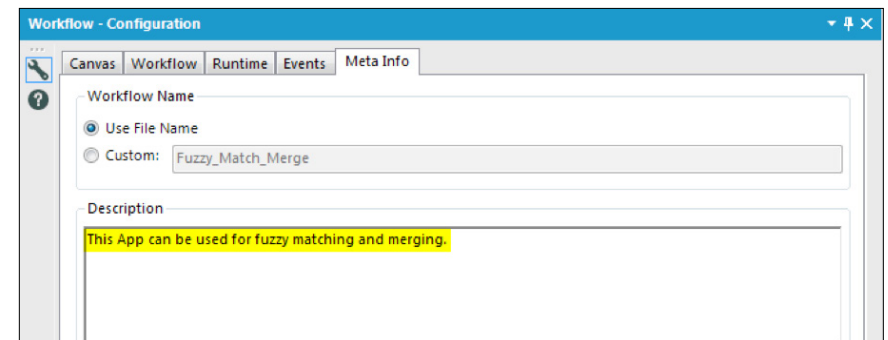 Workflow - Configuration
Canvas Workflow Runtime Events Meta Info
Workflow Name
Use File Name
Custom: Fuzzy_Match_Merge
Description
This App can be used for fuzzy matching and merging.